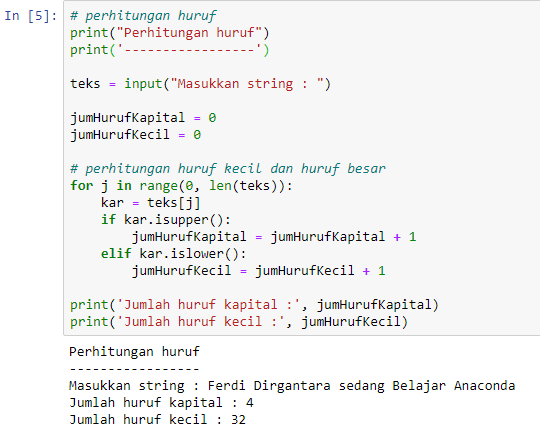 In [5]:
# perhitungan huruf
print("Perhitungan huruf")
print('-----------------')
teks = input("Masukkan string : ")
jumHurufKapital = 0
jumHurufKecil = 0
# perhitungan huruf kecil dan huruf besar
for j in range(0, len(teks)):
    kar = teks[j]
    if kar.isupper():
        jumHurufKapital = jumHurufKapital + 1
    elif kar.islower():
        jumHurufKecil = jumHurufKecil + 1
print('Jumlah huruf kapital :', jumHurufKapital)
print('Jumlah huruf kecil :', jumHurufKecil)
Perhitungan huruf
-----------------
Masukkan string : Ferdi Dirgantara sedang Belajar Anaconda
Jumlah huruf kapital : 4
Jumlah huruf kecil : 32